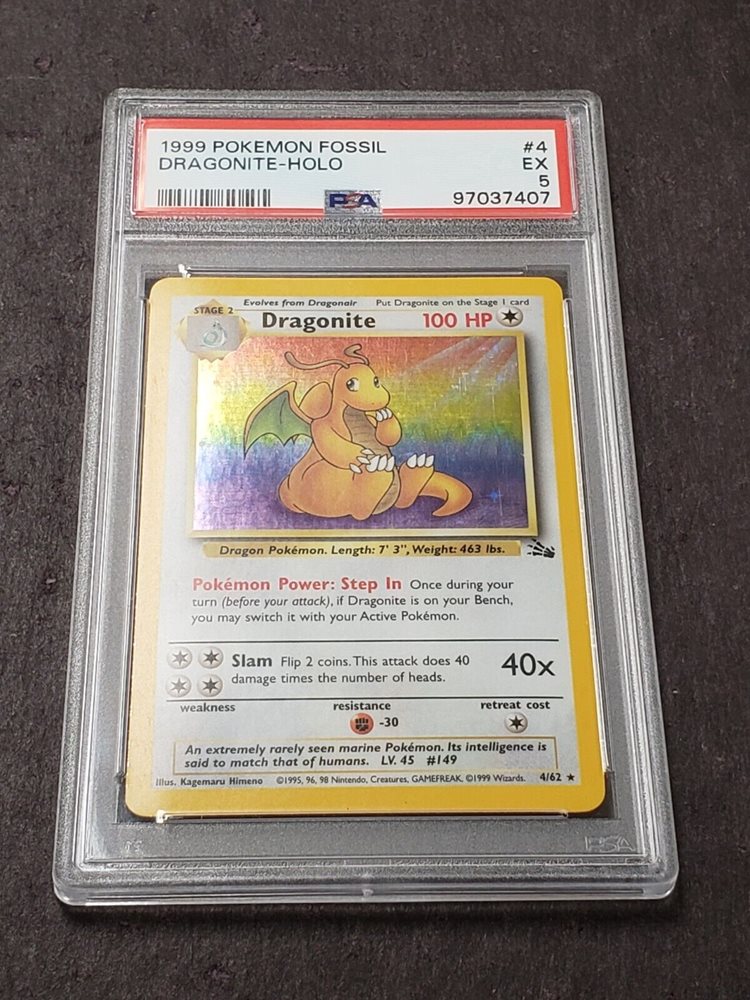 1999 POKEMON FOSSIL #4
DRAGONITE-HOLO EX
5
PSA 97037407
Evolves from Dragonair Put Dragonite on the Stage 1 card
STAGE 2
Dragonite 100 HP
Dragon Pokémon. Length: 7' 3", Weight: 463 lbs.
Pokémon Power: Step In Once during your
turn (before your attack), if Dragonite is on your Bench,
you may switch it with your Active Pokémon.
Slam Flip 2 coins. This attack does 40
damage times the number of heads.
40x
weakness resistance retreat cost
-30
An extremely rarely seen marine Pokémon. Its intelligence is
said to match that of humans. LV. 45 #149
Illus. Kagemaru Himeno ©1995, 96, 98 Nintendo, Creatures, GAMEFREAK. ©1999 Wizards. 4/62 ★
PSA